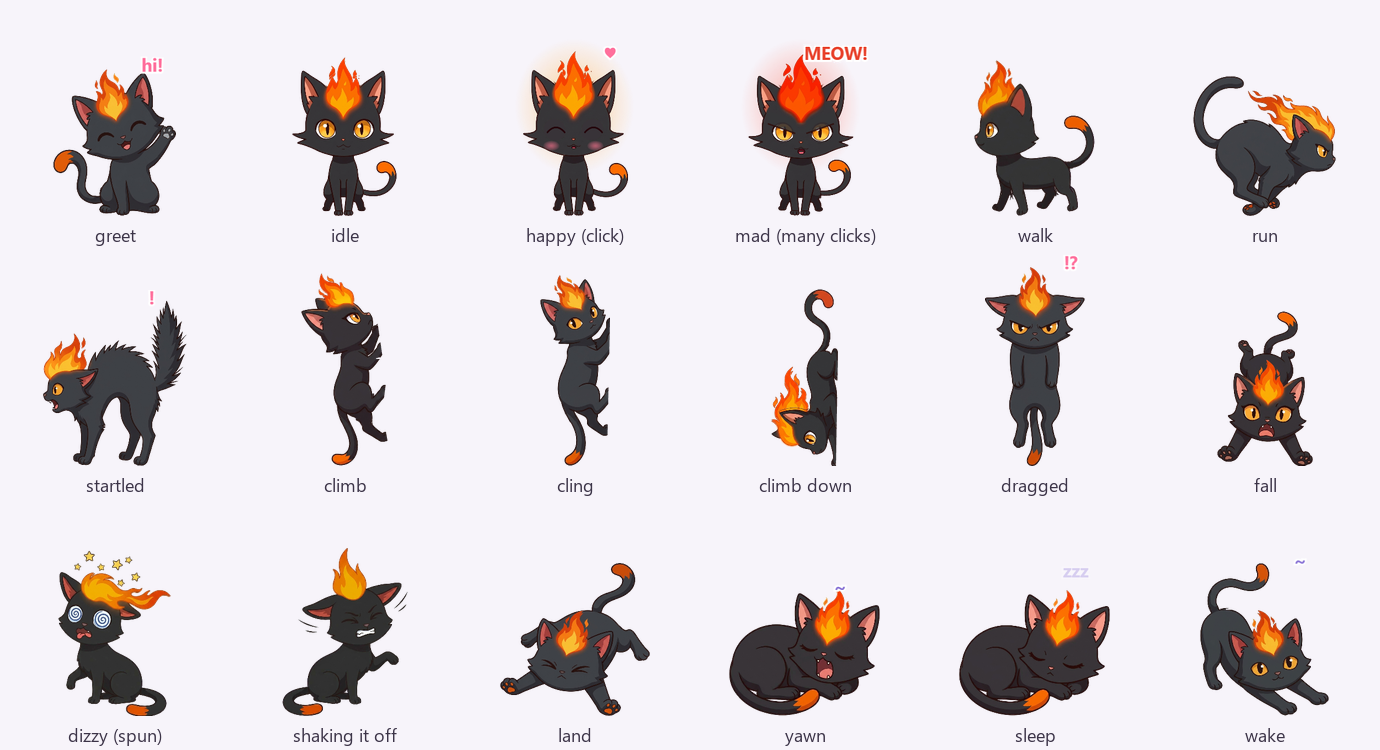 hi!
MEOW!
greet
idle
happy (click)
mad (many clicks)
walk
run
!
!?
startled
climb
cling
climb down
dragged
fall
~
zzz
~
dizzy (spun)
shaking it off
land
yawn
sleep
wake